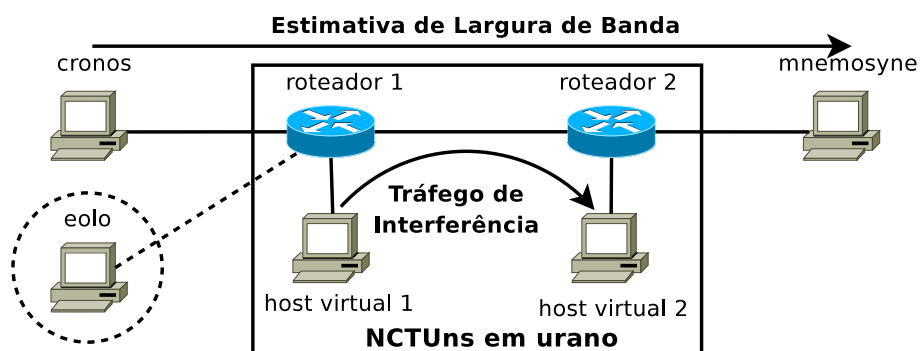 Estimativa de Largura de Banda
cronos
roteador 1
roteador 2
mnemosyne
Tráfego de
Interferência
eolo
host virtual 1
host virtual 2
NCTUns em urano